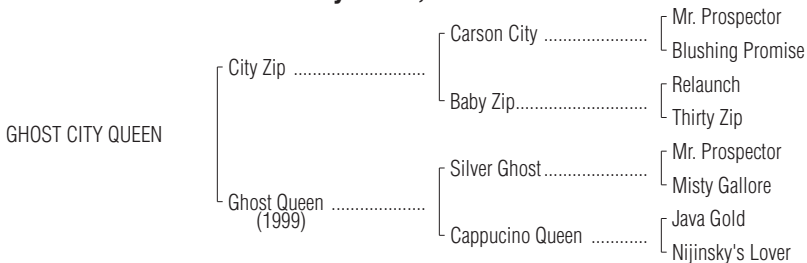 Mr. Prospector
Carson City ......................
Blushing Promise
City Zip ............................
Relaunch
Baby Zip............................
Thirty Zip
GHOST CITY QUEEN
Mr. Prospector
Silver Ghost......................
Misty Gallore
Ghost Queen ....................
(1999)
Java Gold
Cappucino Queen ............
Nijinsky's Lover